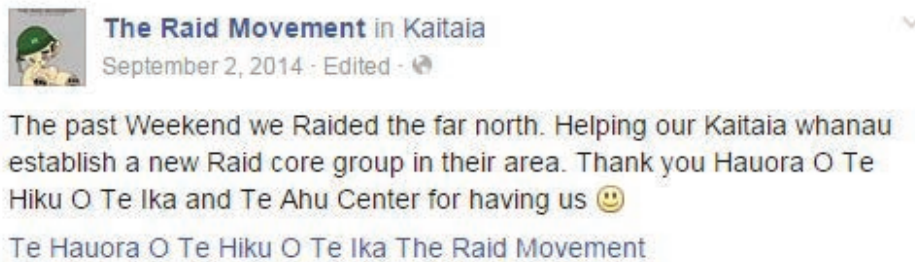 The Raid Movement in Kaitaia
September 2, 2014 · Edited ·
The past Weekend we Raided the far north. Helping our Kaitaia whanau
establish a new Raid core group in their area. Thank you Hauora O Te
Hiku O Te Ika and Te Ahu Center for having us
Te Hauora O Te Hiku O Te Ika The Raid Movement